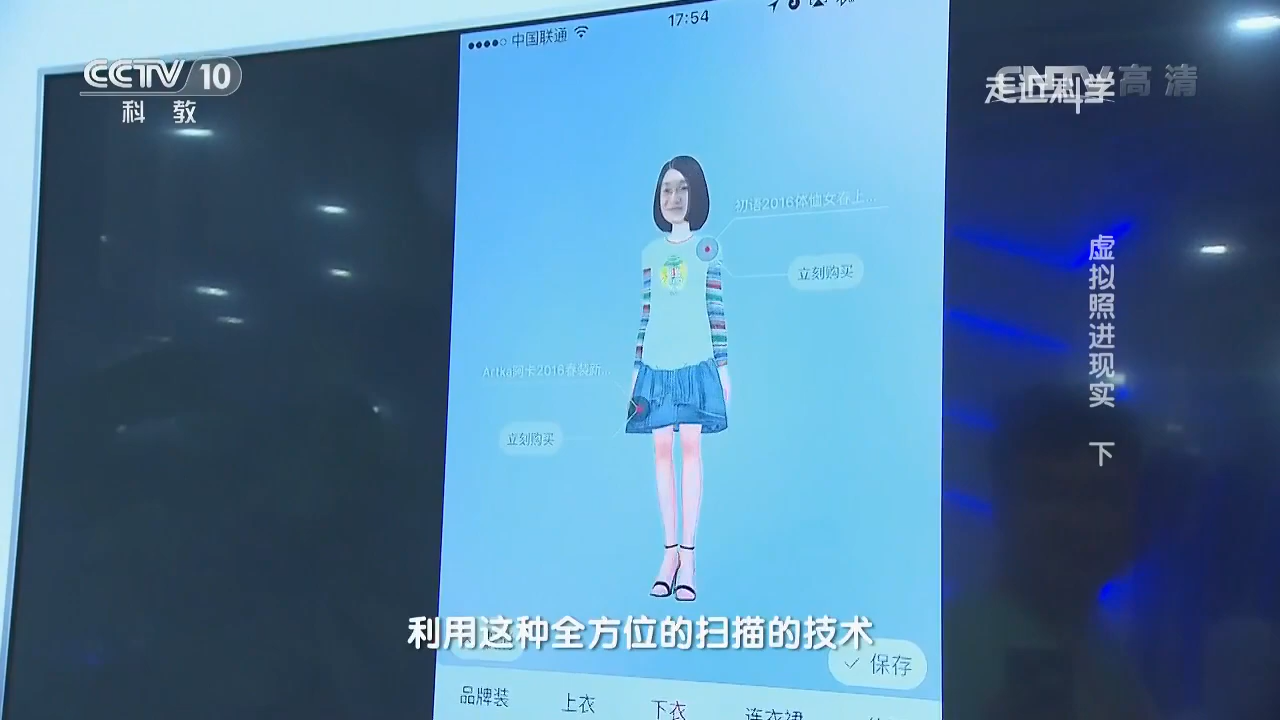 17:54
中国联通
CCTV 10
科 教
CNTV高清
走近科学
初语2016体恤女春上...
立刻购买
虚拟照进现实 下
Artka阿卡2016春装新...
立刻购买
利用这种全方位的扫描的技术
保存
品牌装
上衣
下衣
连衣裙